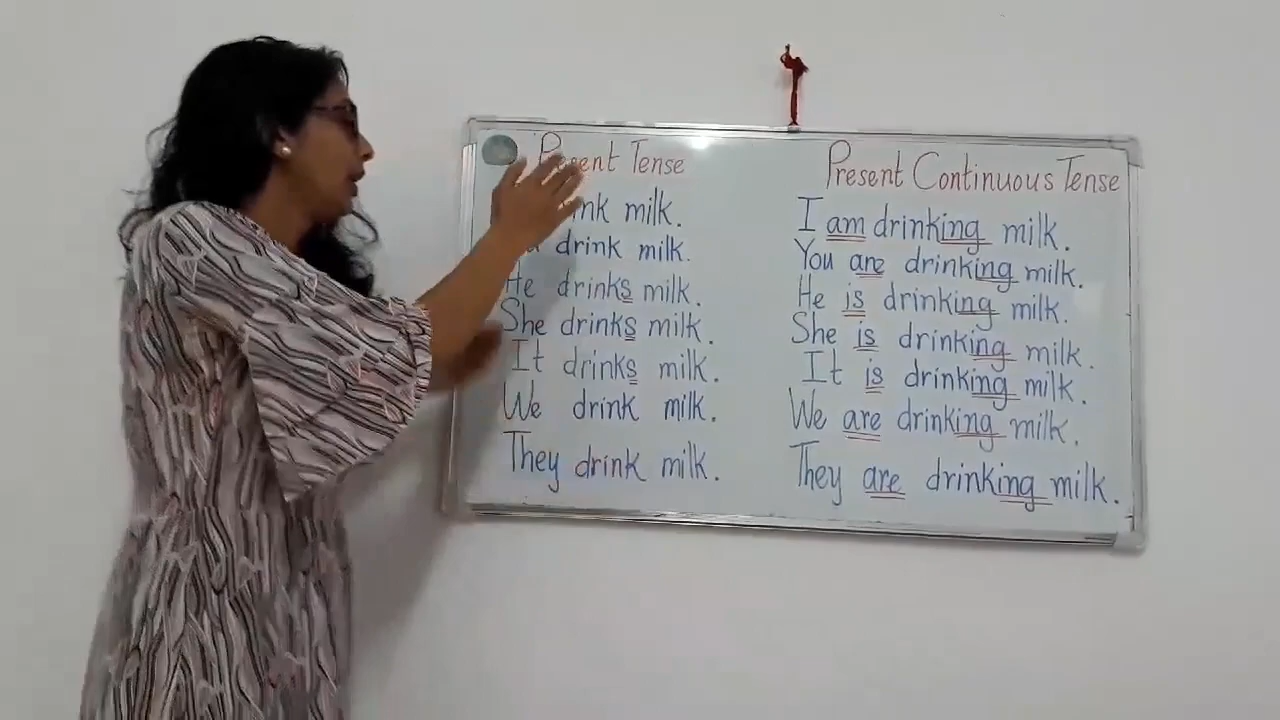 Present Tense
milk.
drink milk.
He drinks milk.
She drinks milk.
It drinks milk.
We drink milk.
They drink milk.
Present Continuous Tense
I am drinking milk.
You are drinking milk.
He is drinking milk.
She is drinking milk.
It is drinking milk.
We are drinking milk.
They are drinking milk.